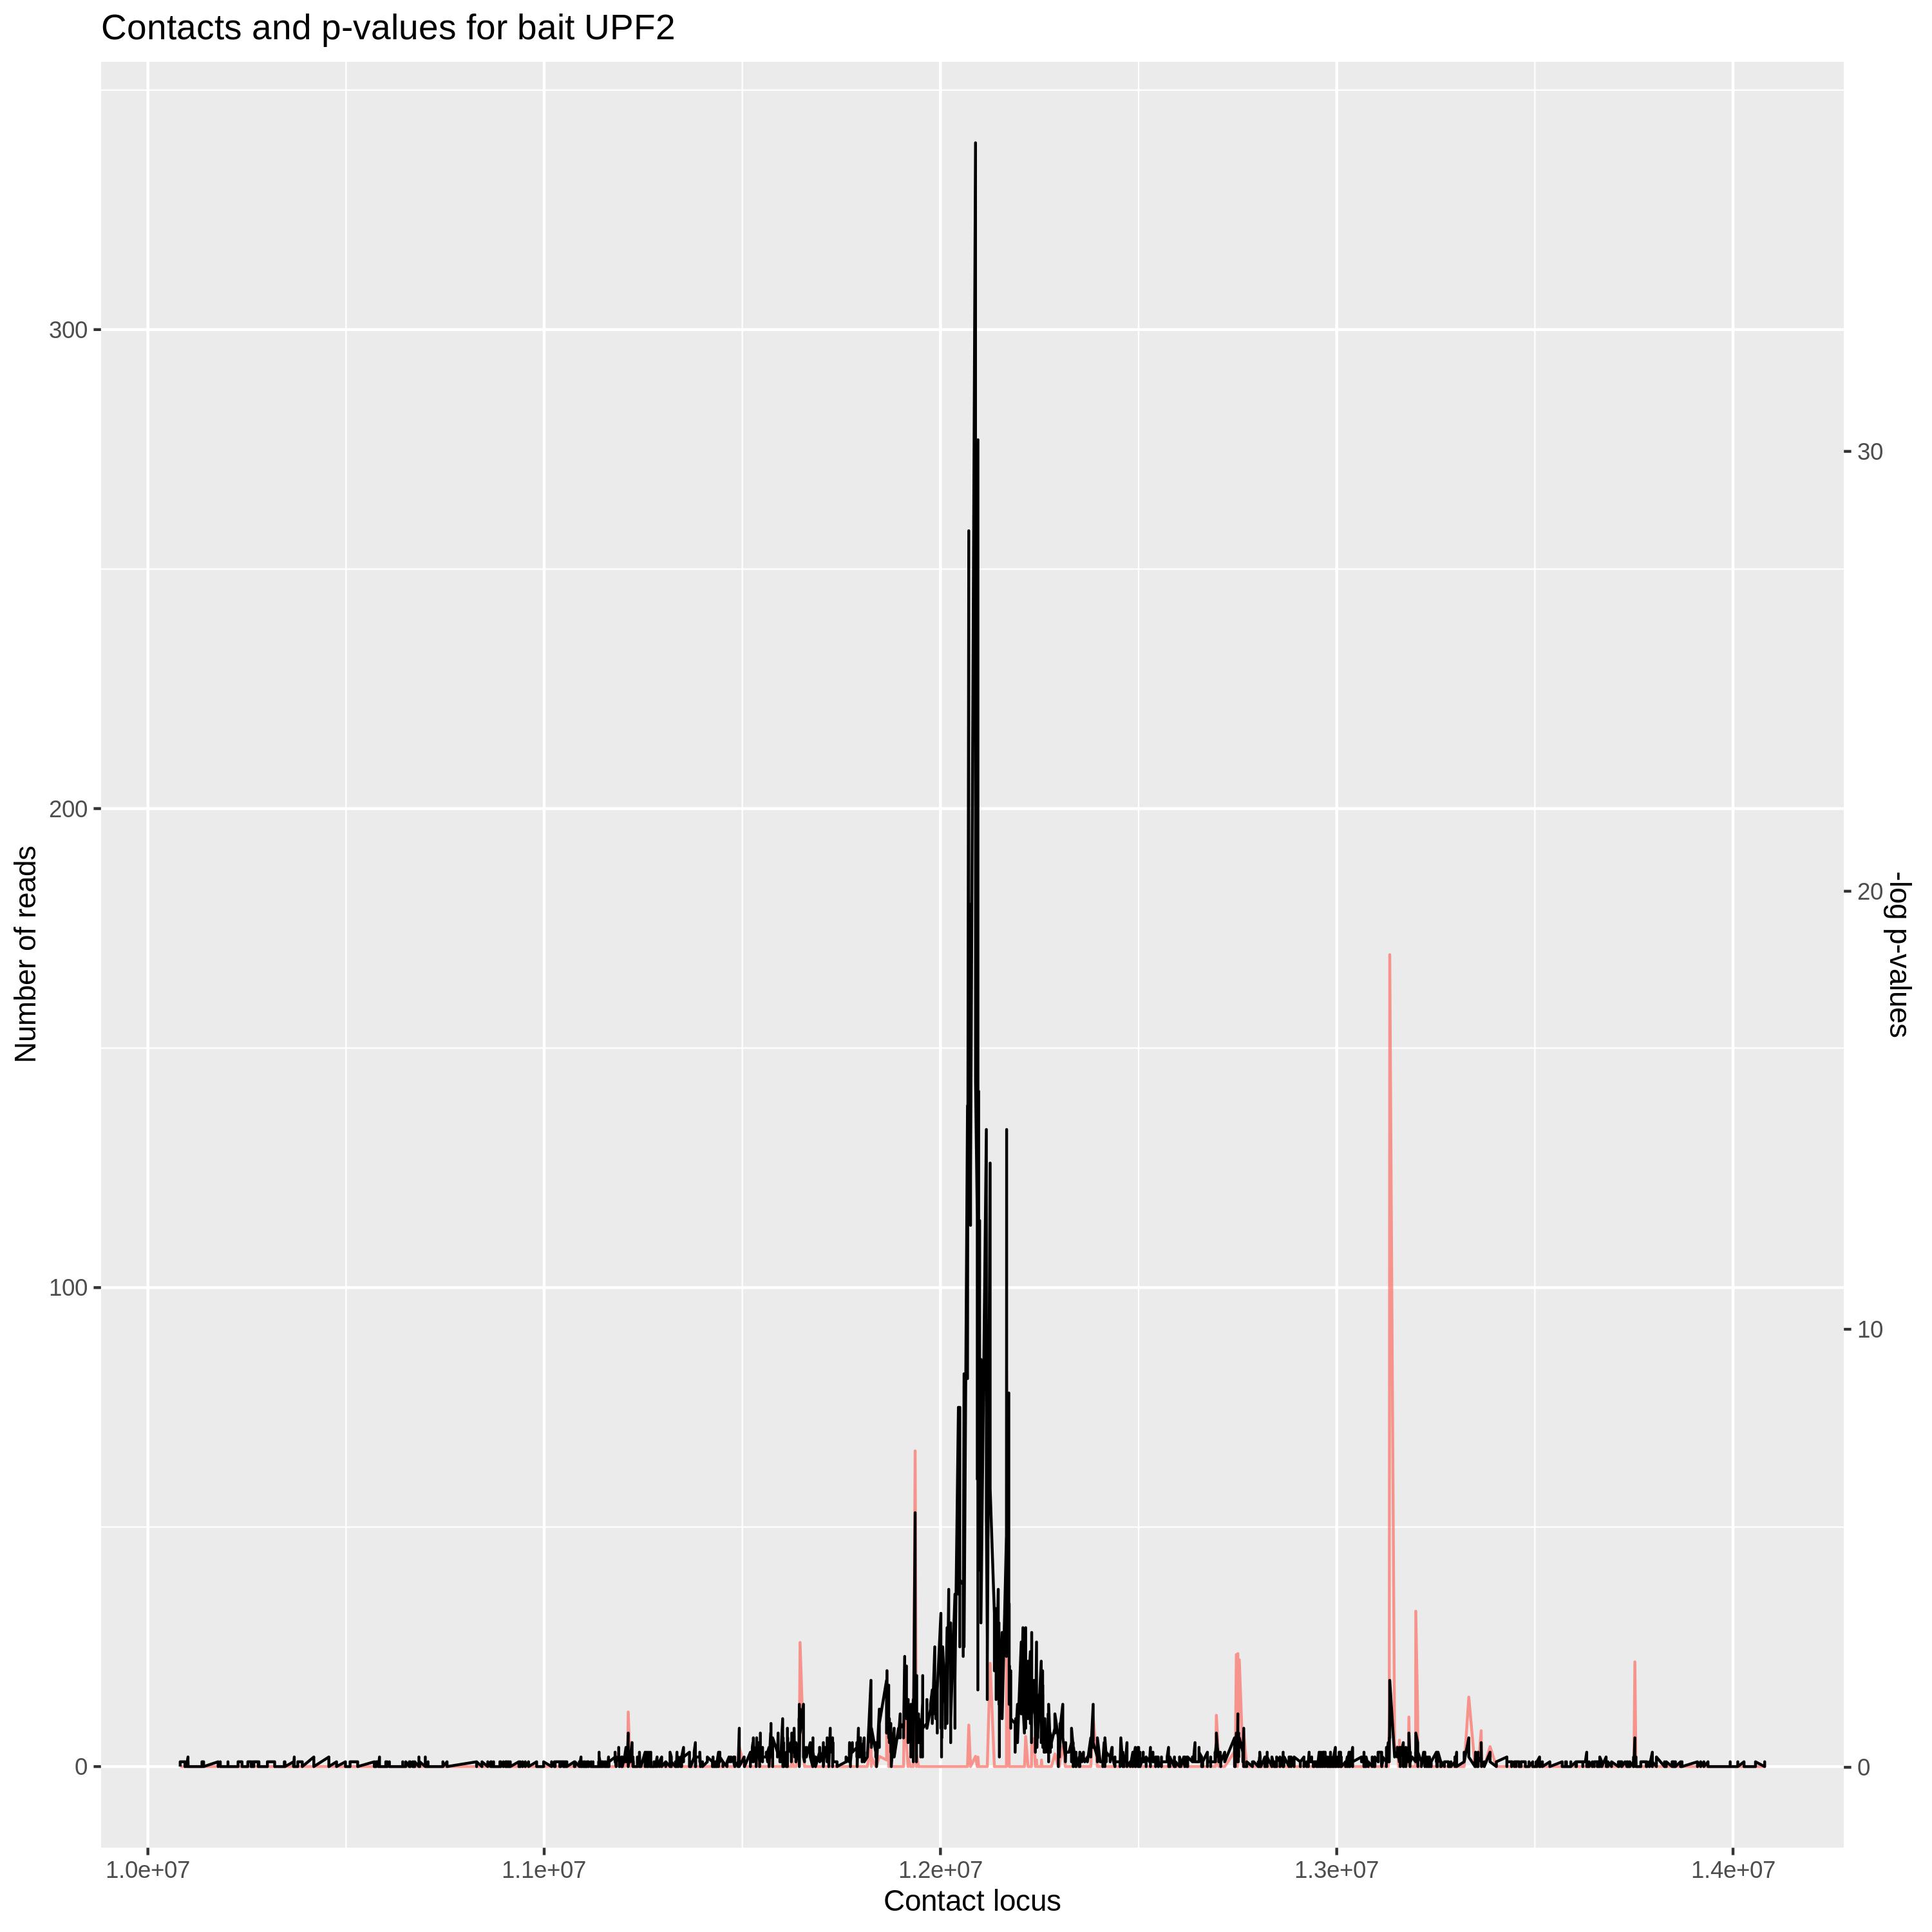 Contacts and p-values for bait UPF2
300
200
100
0
Number of reads
30
20
10
0
-log p-values
1.0e+07 1.1e+07 1.2e+07 1.3e+07 1.4e+07
Contact locus